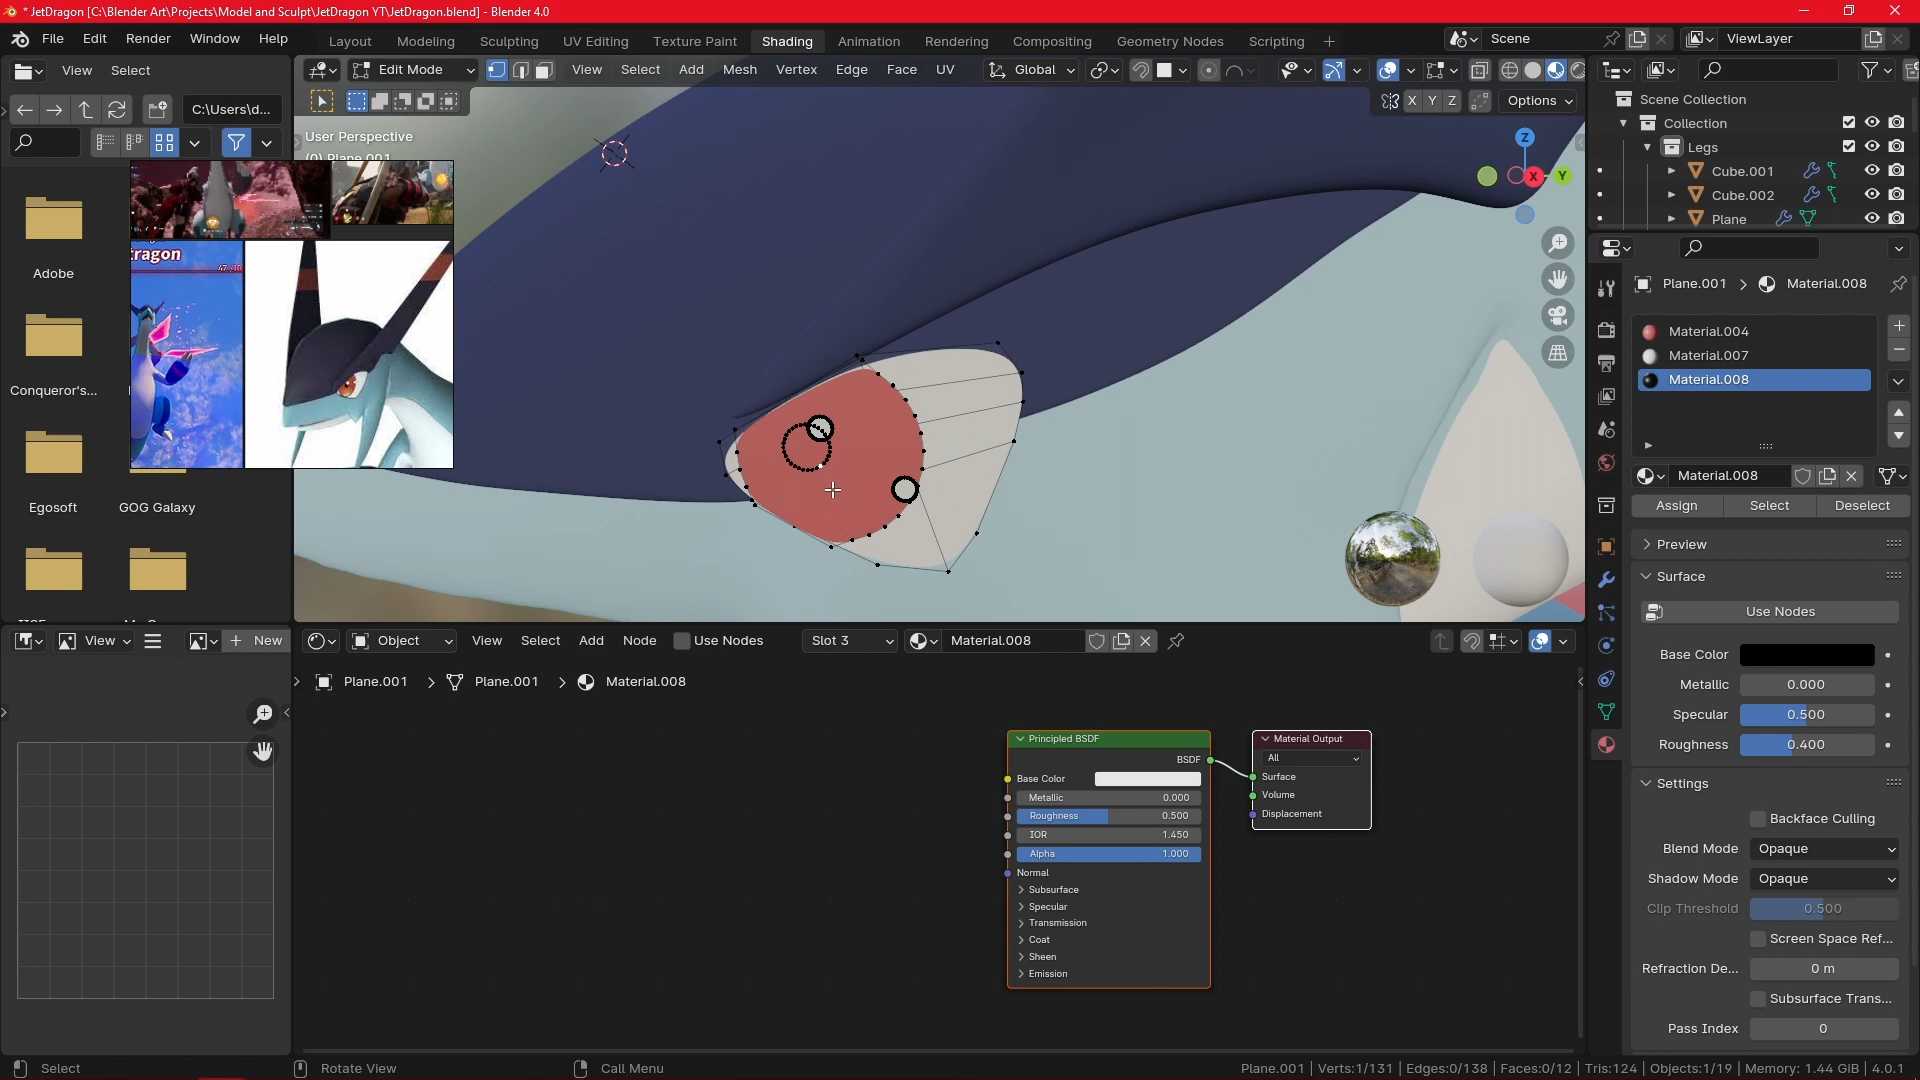 * JetDragon [C:\Blender Art\Projects\Model and Sculpt\JetDragon YT\JetDragon.blend] - Blender 4.0
File Edit Render Window Help
Layout Modeling Sculpting UV Editing Texture Paint Shading Animation Rendering Compositing Geometry Nodes Scripting +
Scene
ViewLayer
View Select
Edit Mode
View Select Add Mesh Vertex Edge Face UV
Global
C:\Users\d...
X Y Z
Options
User Perspective
(0) Plane.001
Z
X
Y
ragon
Adobe
Conqueror's...
Egosoft
GOG Galaxy
Scene Collection
Collection
Legs
Cube.001
Cube.002
Plane
Plane.001 > Material.008
Material.004
Material.007
Material.008
Material.008
Assign Select Deselect
Preview
Surface
Use Nodes
Base Color
Metallic 0.000
Specular 0.500
Roughness 0.400
Settings
Backface Culling
Blend Mode Opaque
Shadow Mode Opaque
Clip Threshold 0.500
Screen Space Ref...
Refraction De... 0 m
Subsurface Trans...
Pass Index 0
View
+ New
Object
View Select Add Node
Use Nodes
Slot 3
Material.008
Plane.001 > Plane.001 > Material.008
Principled BSDF
BSDF
Base Color
Metallic 0.000
Roughness 0.500
IOR 1.450
Alpha 1.000
Normal
Subsurface
Specular
Transmission
Coat
Sheen
Emission
Material Output
All
Surface
Volume
Displacement
Select
Rotate View
Call Menu
Plane.001 | Verts:1/131 | Edges:0/138 | Faces:0/12 | Tris:124 | Objects:1/19 | Memory: 1.44 GiB | 4.0.1